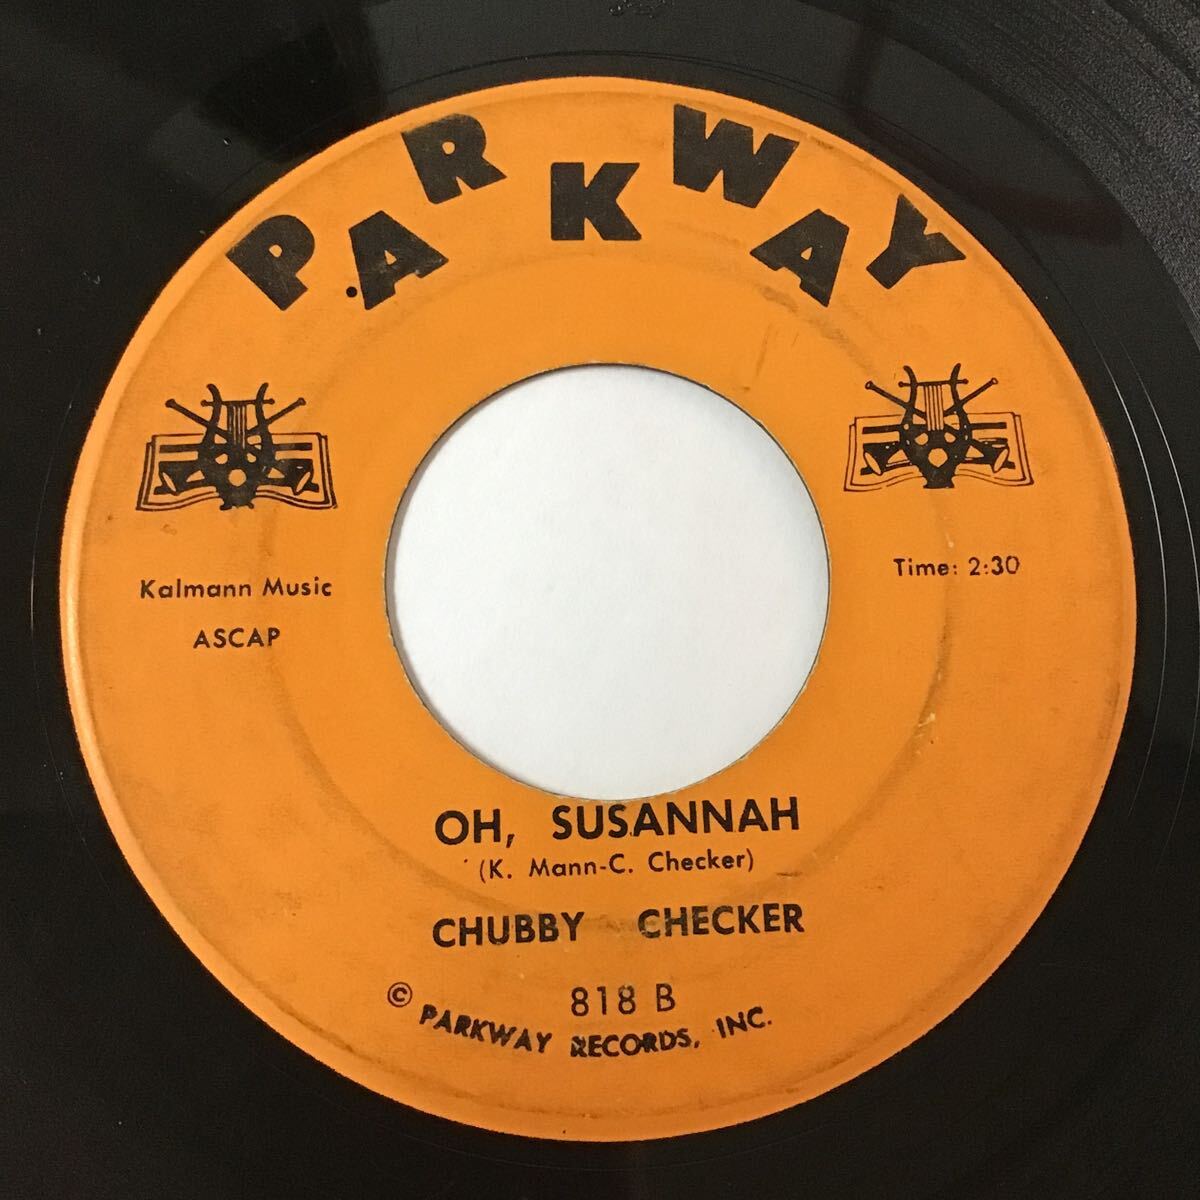 PARKWAY
Kalmann Music
ASCAP
Time: 2:30
OH, SUSANNAH
(K. Mann-C. Checker)
CHUBBY CHECKER
818 B
© PARKWAY RECORDS, INC.